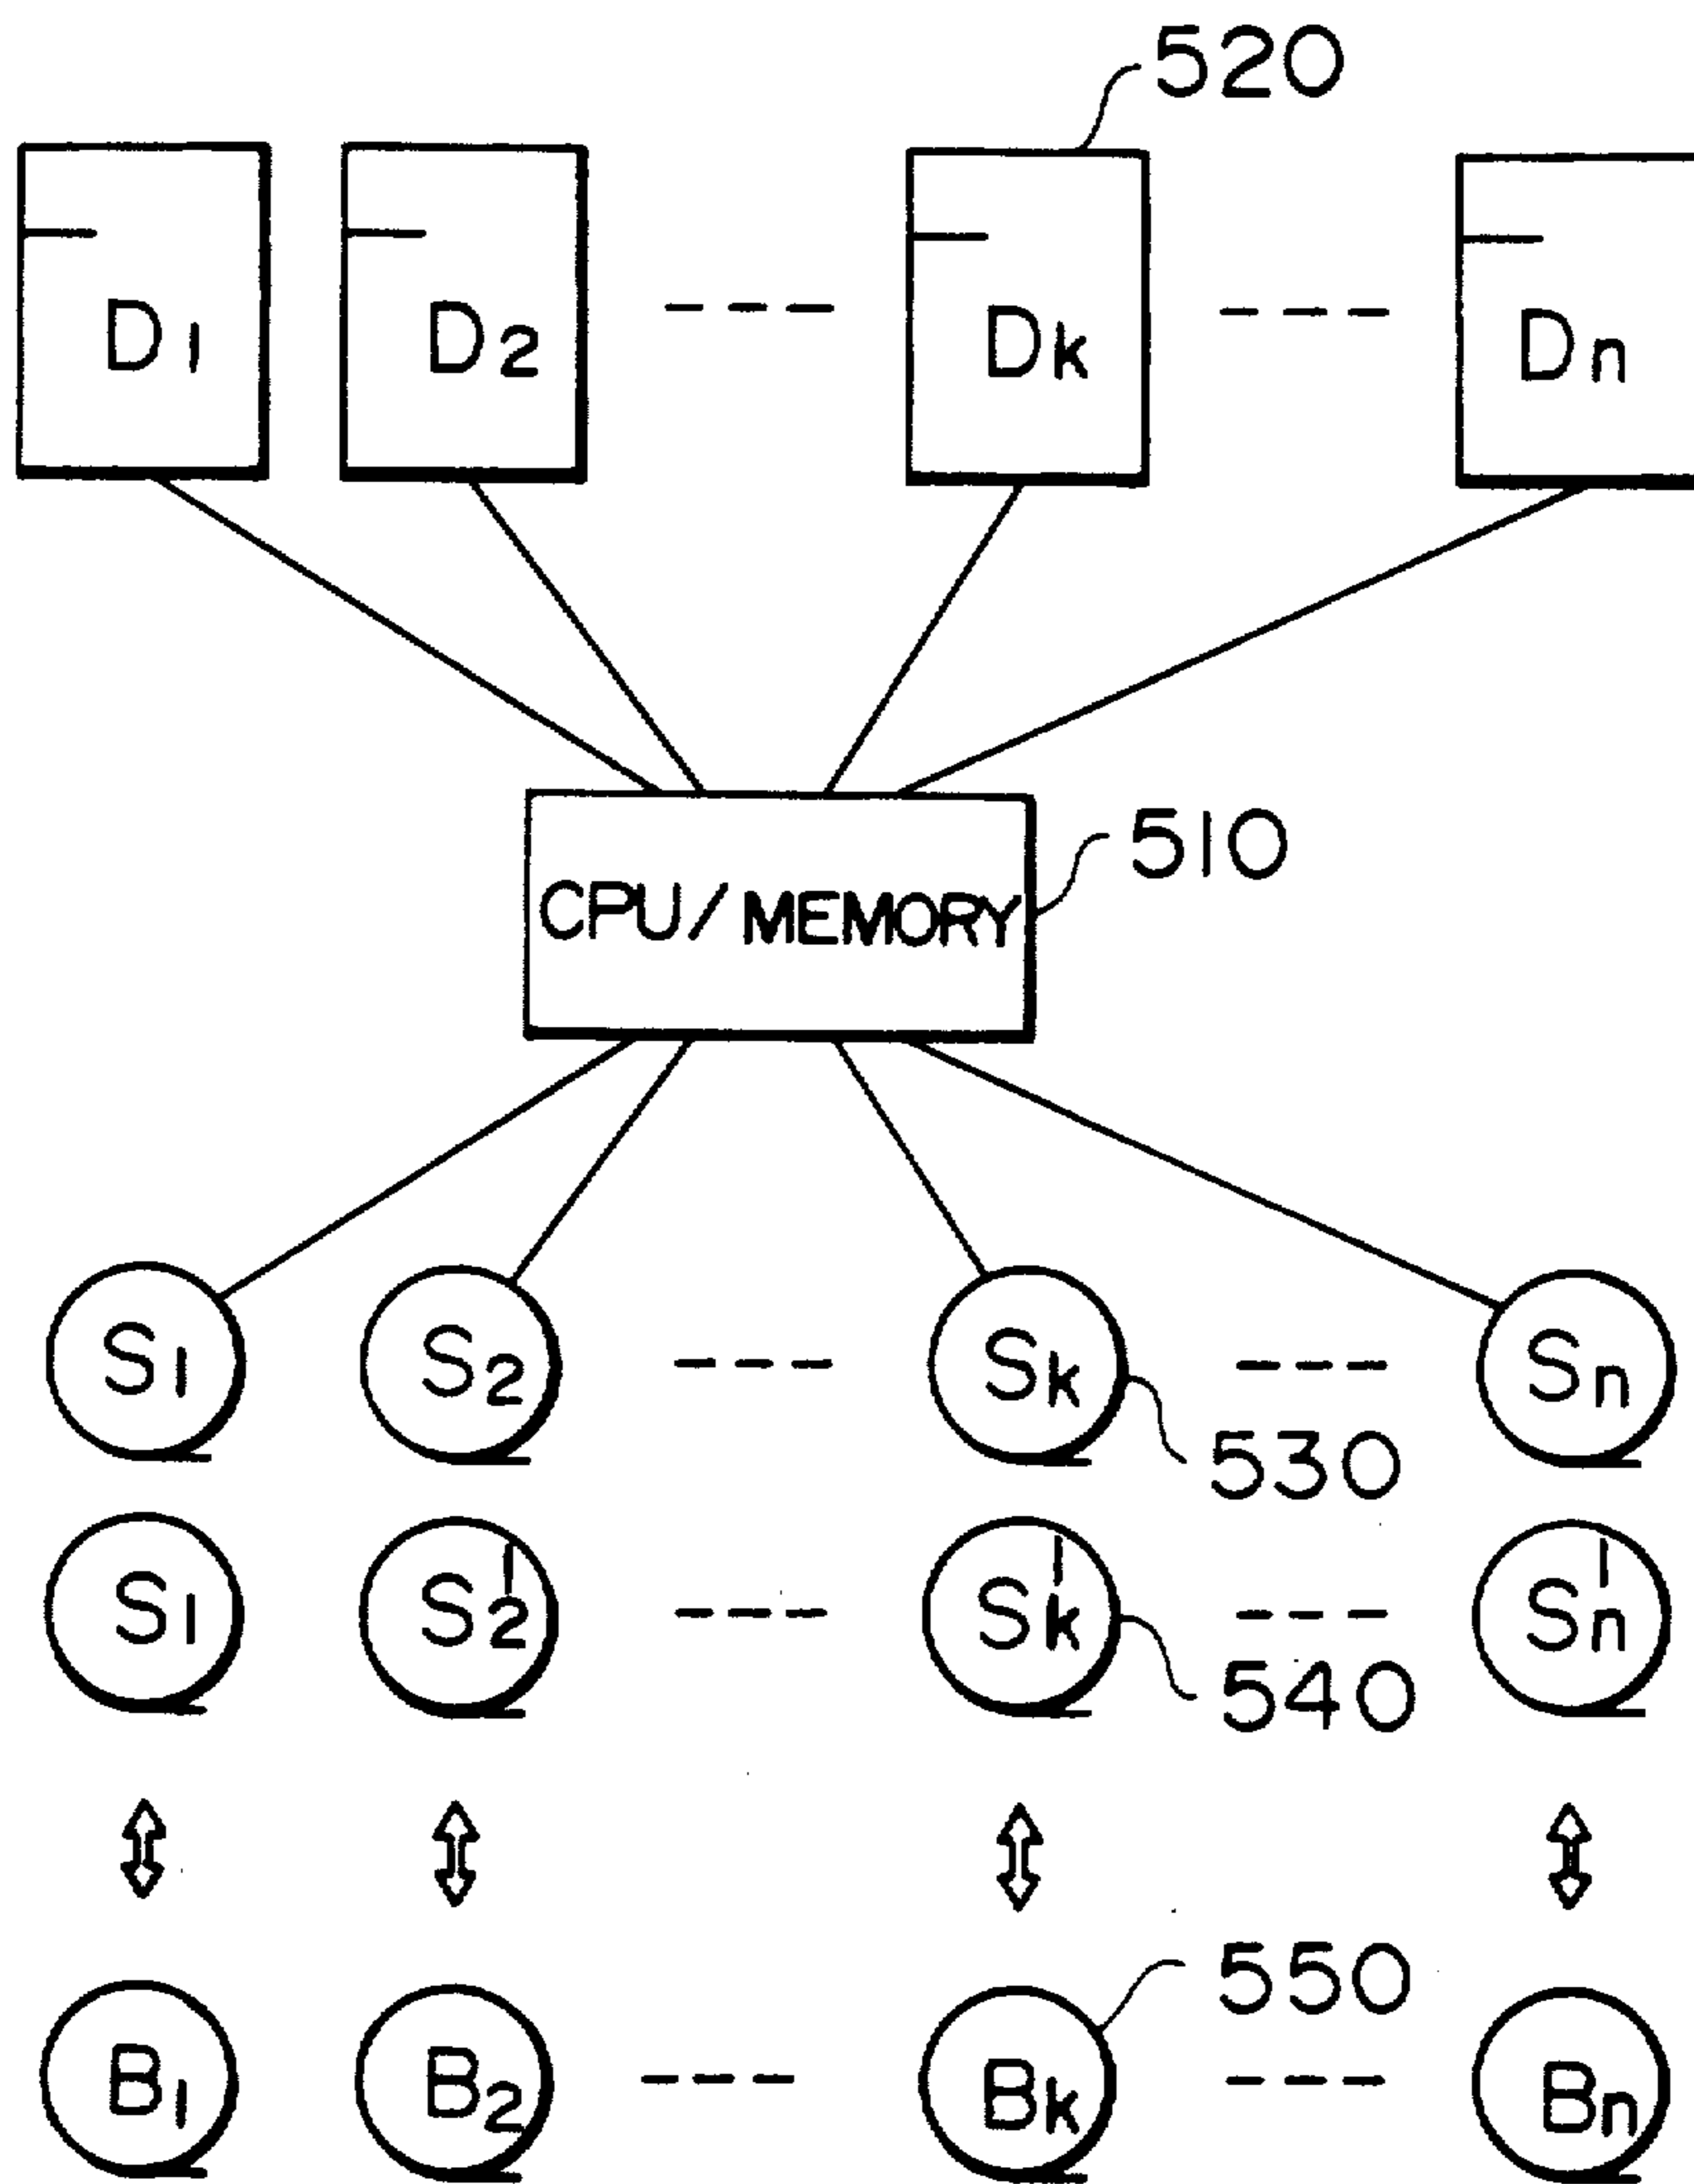 520
D1 D2 --- Dk --- Dn
510
CPU/MEMORY
S1 S2 --- Sk --- Sn
530
S1 S2' --- Sk' --- Sn'
540
550
B1 B2 --- Bk --- Bn